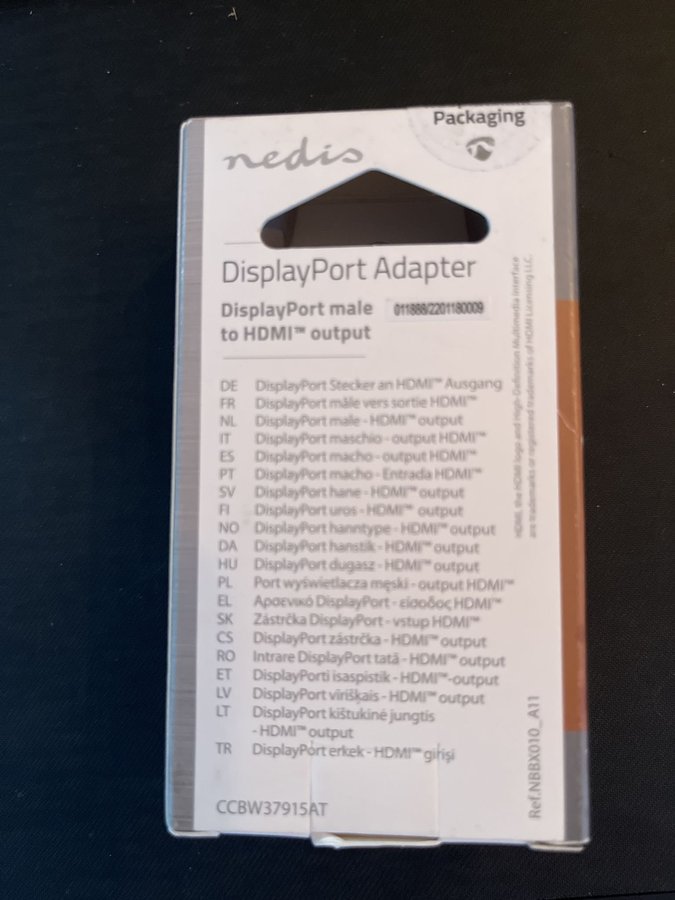 Packaging
nedis
DisplayPort Adapter
DisplayPort male
to HDMI™ output
011888/2201180009
DE DisplayPort Stecker an HDMI™ Ausgang
FR DisplayPort mâle vers sortie HDMI™
NL DisplayPort male - HDMI™ output
IT DisplayPort maschio - output HDMI™
ES DisplayPort macho - output HDMI™
PT DisplayPort macho - Entrada HDMI™
SV DisplayPort hane - HDMI™ output
FI DisplayPort uros - HDMI™ output
NO DisplayPort hanntype - HDMI™ output
DA DisplayPort hanstik - HDMI™ output
HU DisplayPort dugasz - HDMI™ output
PL Port wyświetlacza męski - output HDMI™
EL Αρσενικό DisplayPort - είσοδος HDMI™
SK Zástrčka DisplayPort - vstup HDMI™
CS DisplayPort zástrčka - HDMI™ output
RO Intrare DisplayPort tată - HDMI™ output
ET DisplayPorti isaspistik - HDMI™-output
LV DisplayPort vīrišķais - HDMI™ output
LT DisplayPort kištukinė jungtis
- HDMI™ output
TR DisplayPort erkek - HDMI™ girişi
CCBW37915AT
HDMI, the HDMI logo and High-Definition Multimedia Interface
are trademarks or registered trademarks of HDMI Licensing LLC.
Ref.NBBX010_A11